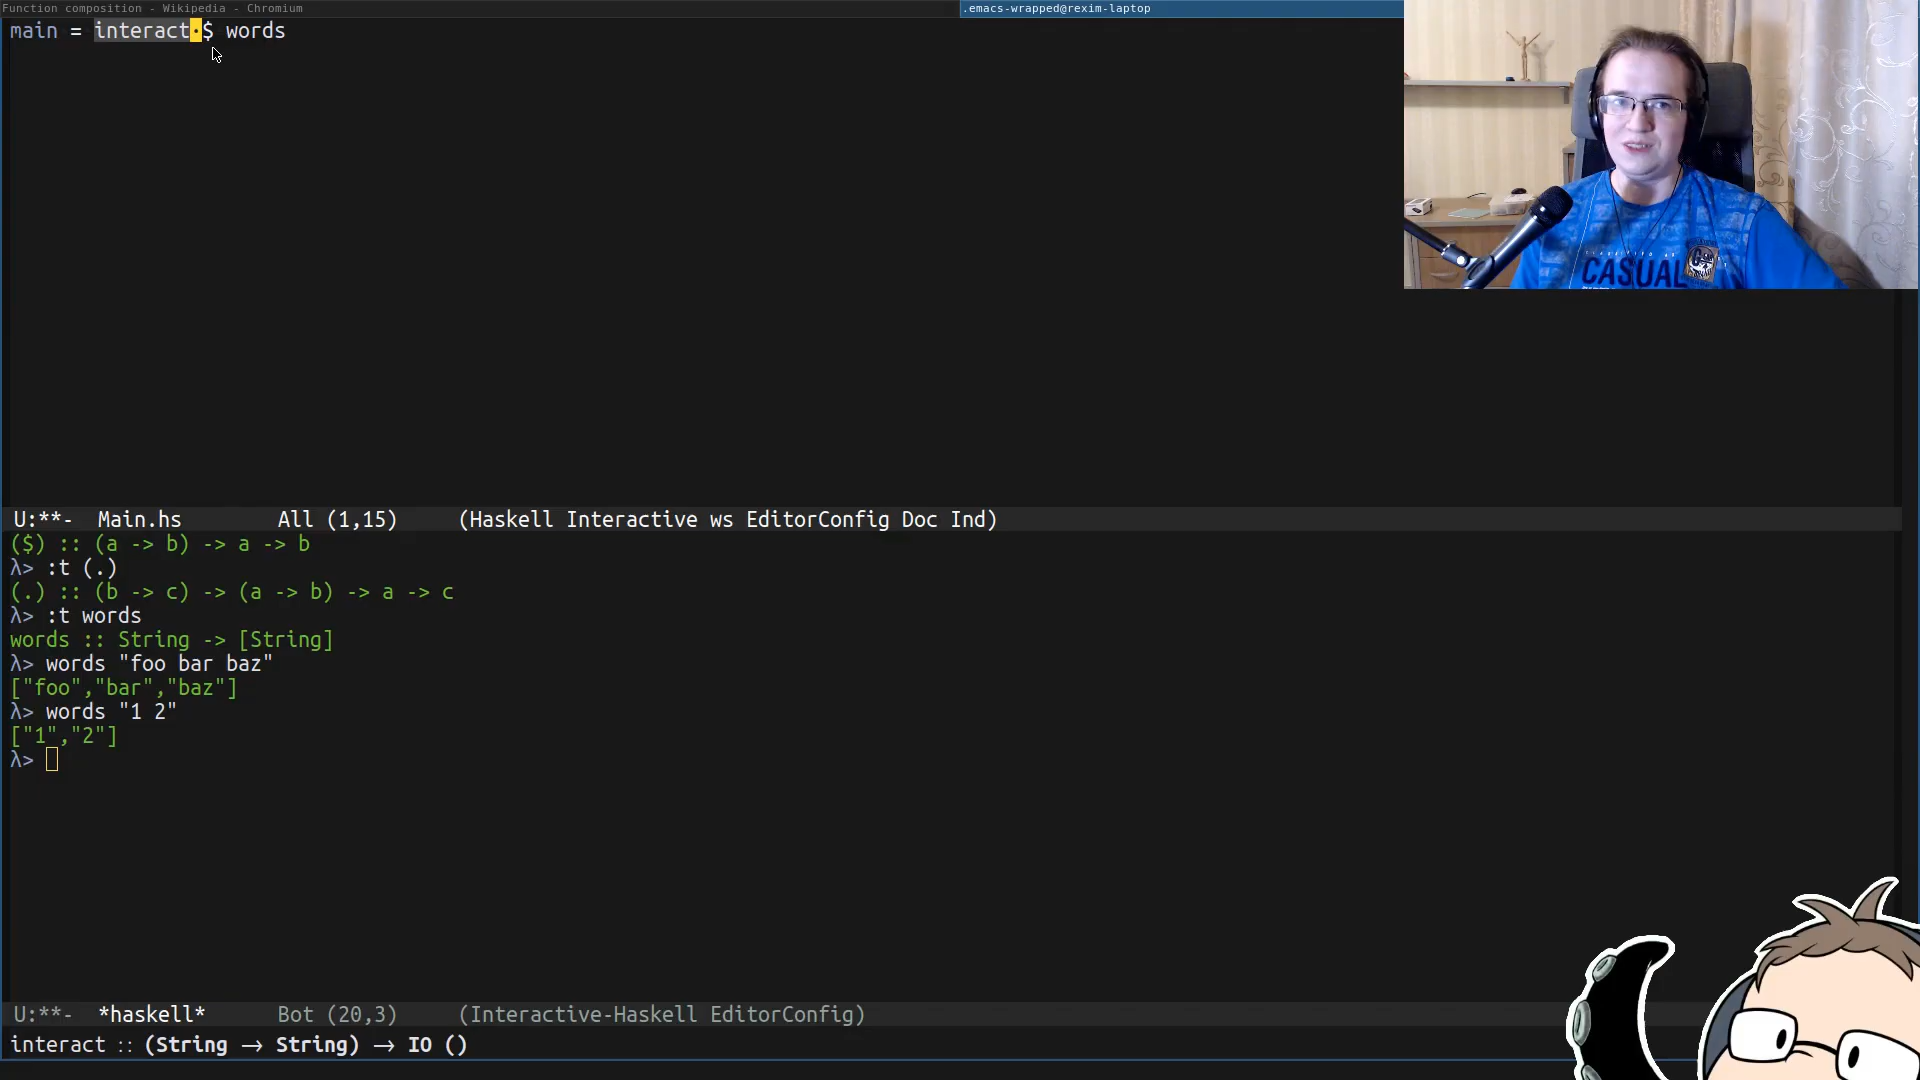 Function composition - Wikipedia - Chromium
.emacs-wrapped@rexim-laptop
main = interact $ words
CASUAL
U:**-  Main.hs        All (1,15)     (Haskell Interactive ws EditorConfig Doc Ind)
($) :: (a -> b) -> a -> b
λ> :t (.)
(.) :: (b -> c) -> (a -> b) -> a -> c
λ> :t words
words :: String -> [String]
λ> words "foo bar baz"
["foo","bar","baz"]
λ> words "1 2"
["1","2"]
λ>
U:**-  *haskell*      Bot (20,3)     (Interactive-Haskell EditorConfig)
interact :: (String → String) → IO ()